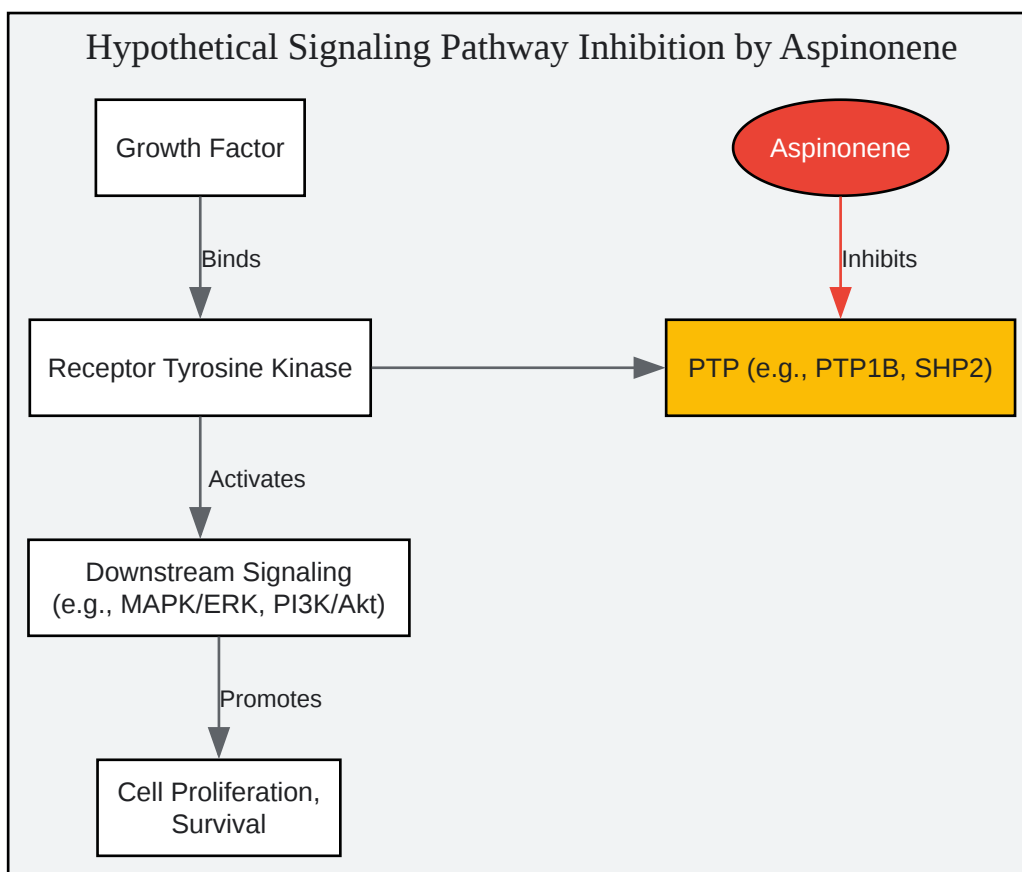 Hypothetical Signaling Pathway Inhibition by Aspinonene
Growth Factor
Aspinonene
Binds
Inhibits
Receptor Tyrosine Kinase
PTP (e.g., PTP1B, SHP2)
Activates
Downstream Signaling
(e.g., MAPK/ERK, PI3K/Akt)
Promotes
Cell Proliferation,
Survival